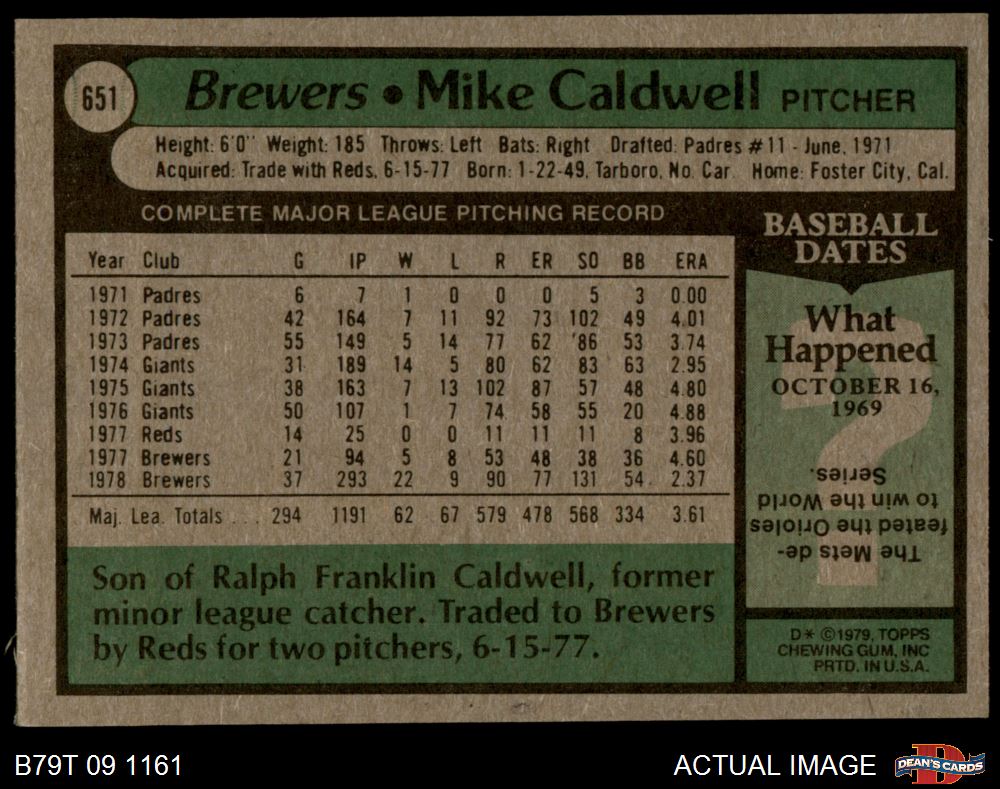 651
Brewers • Mike Caldwell PITCHER
Height: 6'0" Weight: 185 Throws: Left Bats: Right Drafted: Padres #11 - June, 1971
Acquired: Trade with Reds, 6-15-77 Born: 1-22-49, Tarboro, No. Car. Home: Foster City, Cal.
COMPLETE MAJOR LEAGUE PITCHING RECORD
Year Club G IP W L R ER SO BB ERA
1971 Padres 6 7 1 0 0 0 5 3 0.00
1972 Padres 42 164 7 11 92 73 102 49 4.01
1973 Padres 55 149 5 14 77 62 '86 53 3.74
1974 Giants 31 189 14 5 80 62 83 63 2.95
1975 Giants 38 163 7 13 102 87 57 48 4.80
1976 Giants 50 107 1 7 74 58 55 20 4.88
1977 Reds 14 25 0 0 11 11 11 8 3.96
1977 Brewers 21 94 5 8 53 48 38 36 4.60
1978 Brewers 37 293 22 9 90 77 131 54 2.37
Maj. Lea. Totals ... 294 1191 62 67 579 478 568 334 3.61
Son of Ralph Franklin Caldwell, former
minor league catcher. Traded to Brewers
by Reds for two pitchers, 6-15-77.
BASEBALL
DATES
What
Happened
OCTOBER 16,
1969
The Mets de-
feated the Orioles
to win the World
Series.
D* ©1979, TOPPS
CHEWING GUM, INC
PRTD. IN U.S.A.
B79T 09 1161
ACTUAL IMAGE
DEAN'S CARDS